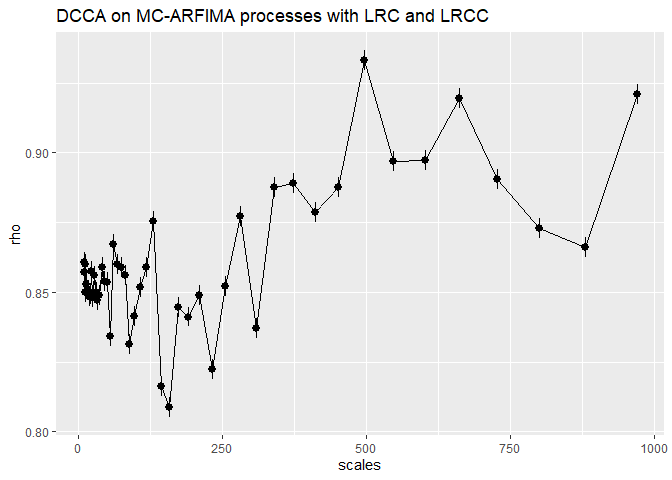 DCCA on MC-ARFIMA processes with LRC and LRCC
rho
0.90
0.85
0.80
0 250 500 750 1000
scales